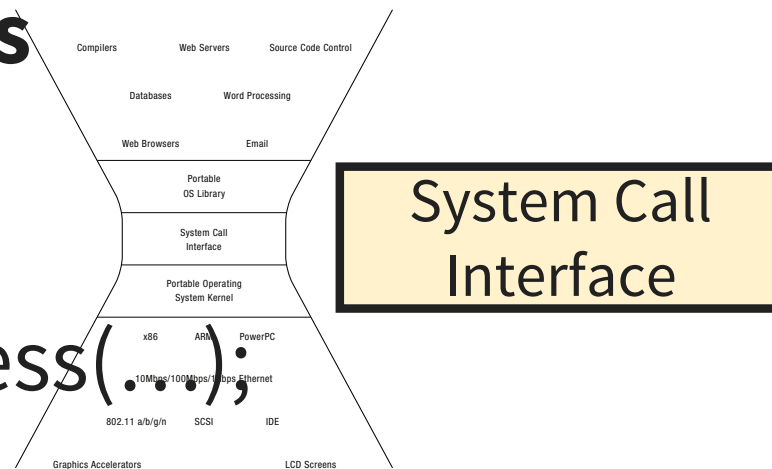 s
Compilers Web Servers Source Code Control
Databases Word Processing
Web Browsers Email
Portable
OS Library
System Call
Interface
Portable Operating
System Kernel
x86 ARM PowerPC
ess(...);
10Mbps/100Mbps/1Gbps Ethernet
802.11 a/b/g/n SCSI IDE
Graphics Accelerators LCD Screens
System Call
Interface